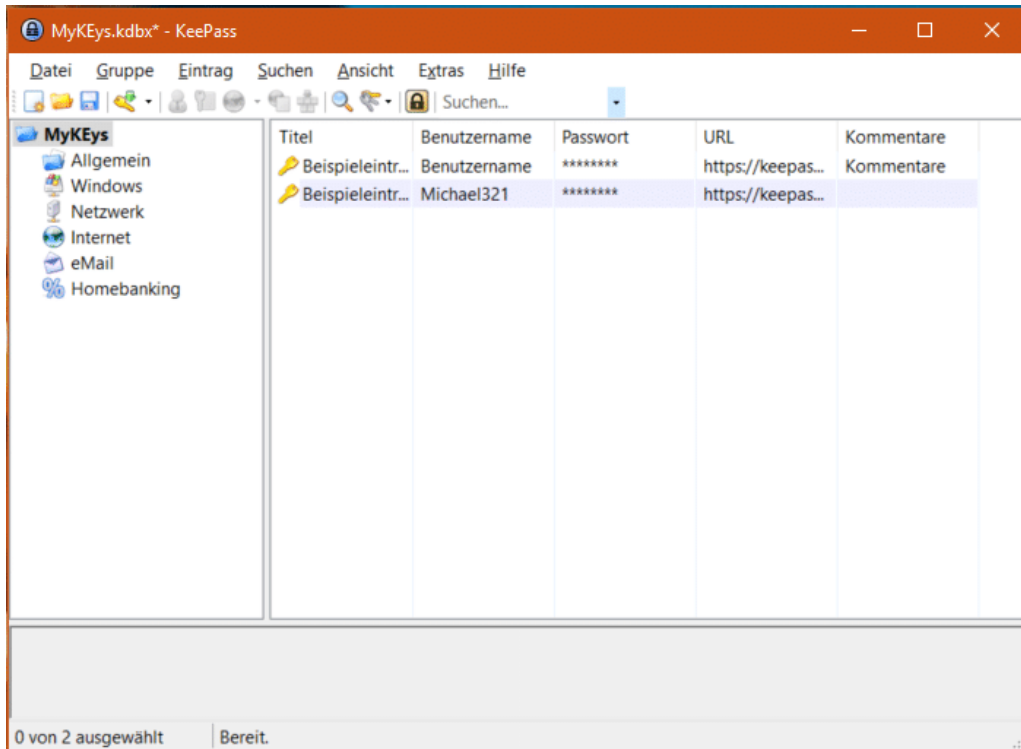 MyKEys.kdbx* - KeePass
Datei Gruppe Eintrag Suchen Ansicht Extras Hilfe
Suchen...
MyKEys
Allgemein
Windows
Netzwerk
Internet
eMail
Homebanking
Titel Benutzername Passwort URL Kommentare
Beispieleintr... Benutzername ******** https://keepas... Kommentare
Beispieleintr... Michael321 ******** https://keepas...
0 von 2 ausgewählt Bereit.